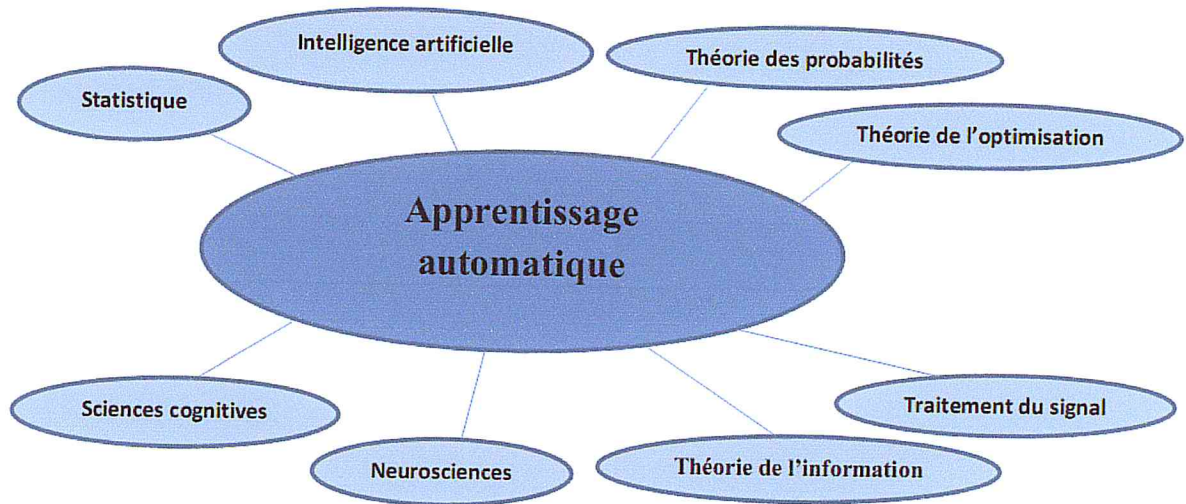 Intelligence artificielle
Théorie des probabilités
Statistique
Théorie de l'optimisation
Apprentissage
automatique
Sciences cognitives
Traitement du signal
Neurosciences
Théorie de l'information